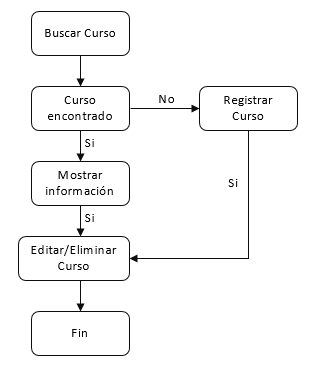 Buscar Curso
Curso
encontrado
No
Registrar
Curso
Si
Mostrar
información
Si
Si
Editar/Eliminar
Curso
Fin